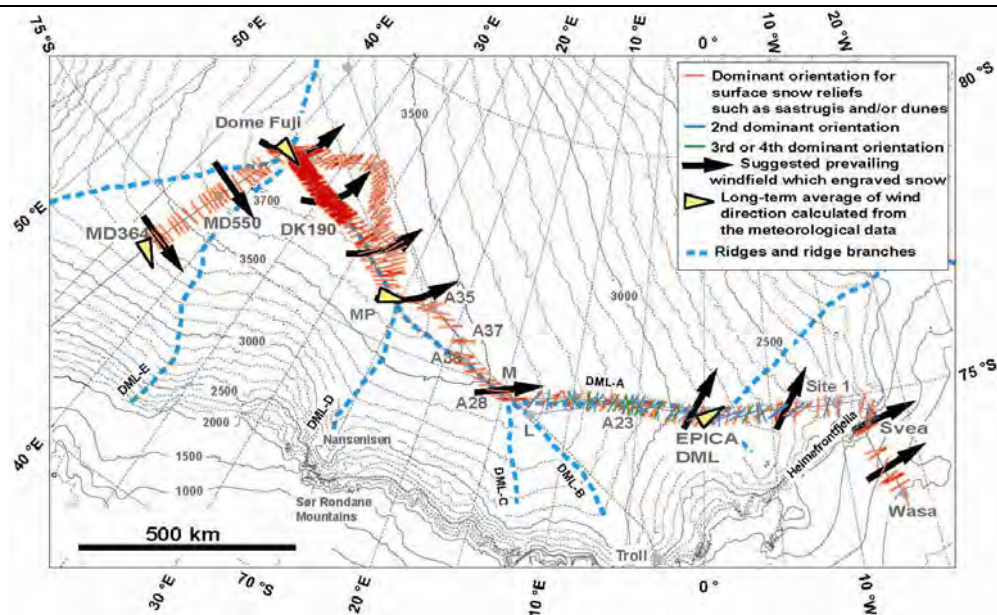 75 °S
50 °E
40 °E
30 °E
20 °E
10 °E
0 °
10 °W
20 °W
80 °S
Dominant orientation for
surface snow reliefs
such as sastrugis and/or dunes
2nd dominant orientation
3rd or 4th dominant orientation
Suggested prevailing
windfield which engraved snow
Long-term average of wind
direction calculated from
the meteorological data
Ridges and ridge branches
3500
Dome Fuji
50 °E
3700
MD550
DK190
MD364
3500
3000
A35
MP
A37
2500
3000
75 °S
DML-E
A38
M
DML-A
Site 1
2500
DML-D
A28
A23
2000
Nansenisen
L
EPICA
DML
Heimefrontfjella
Svea
40 °E
1500
DML-C
DML-B
1000
Sør Rondane
Mountains
Wasa
500 km
Troll
30 °E
70 °S
20 °E
10 °E
0 °
10 °W